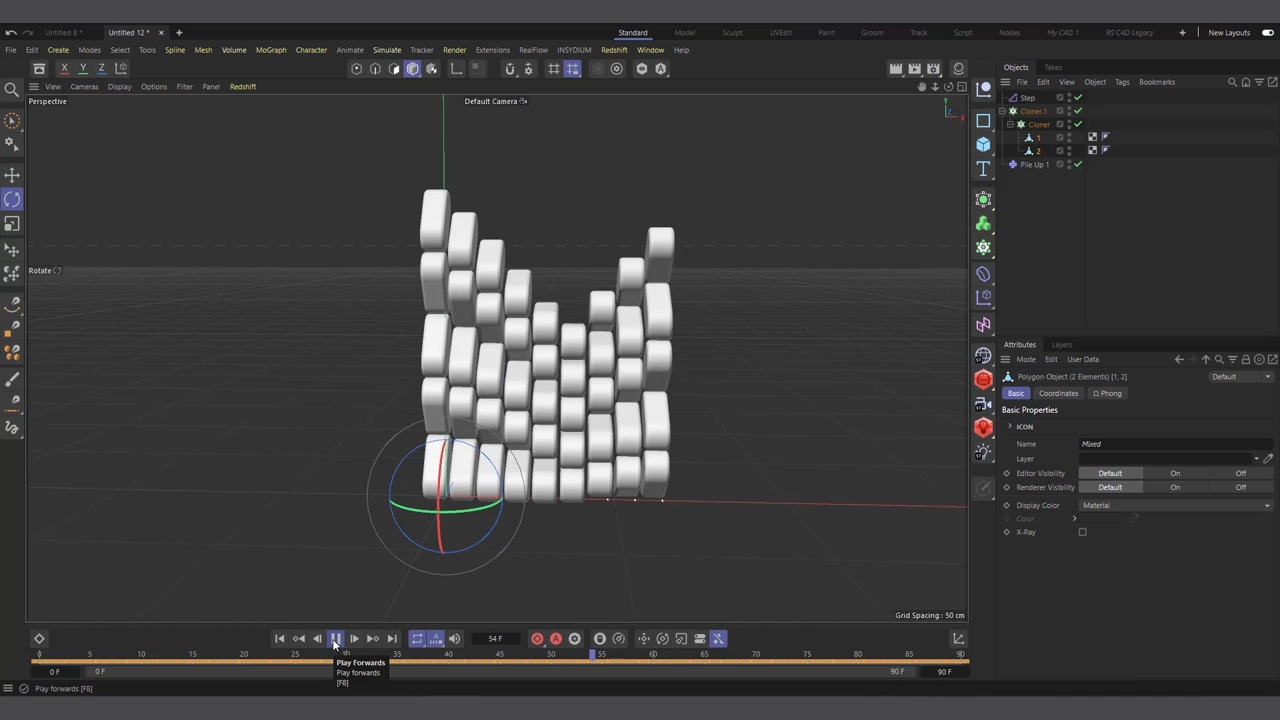 Untitled 8 *
Untitled 12 *
Standard Model Sculpt UVEdit Paint Groom Track Script Nodes My C4D 1 RS C4D Legacy New Layouts
File Edit Create Modes Select Tools Spline Mesh Volume MoGraph Character Animate Simulate Tracker Render Extensions RealFlow INSYDIUM Redshift Window Help
X Y Z
View Cameras Display Options Filter Panel Redshift
Perspective
Default Camera
Y
Z
X
Rotate
Grid Spacing : 50 cm
Objects Takes
File Edit View Object Tags Bookmarks
Step
Cloner.1
Cloner
1
2
Pile Up 1
Attributes Layers
Mode Edit User Data
Polygon Object (2 Elements) [1, 2]
Default
Basic Coordinates Phong
Basic Properties
ICON
Name Mixed
Layer
Editor Visibility Default On Off
Renderer Visibility Default On Off
Display Color Material
Color
X-Ray
54 F
0 5 10 15 20 25 30 35 40 45 50 55 60 65 70 75 80 85 90
0 F
0 F
90 F
90 F
Play Forwards
Play forwards
[F8]
Play forwards [F8]